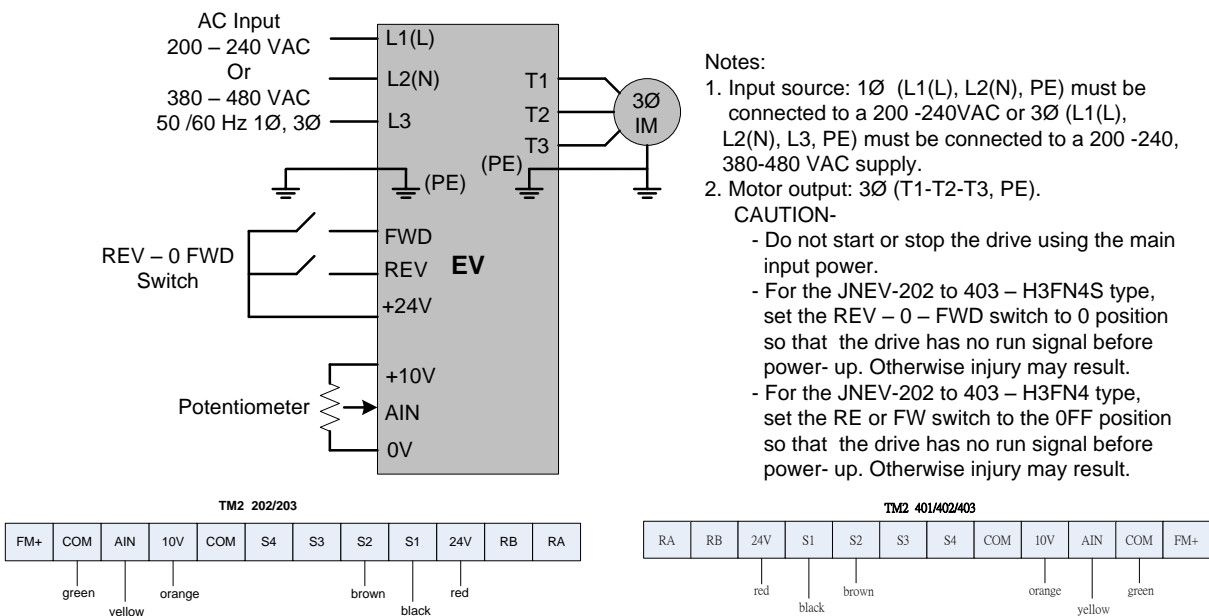 AC Input
200 – 240 VAC
Or
380 – 480 VAC
50 /60 Hz 1Ø, 3Ø
L1(L)
L2(N)
L3
(PE)
T1
T2
T3
(PE)
3Ø
IM
REV – 0 FWD
Switch
FWD
REV
+24V
EV
Potentiometer
+10V
AIN
0V
Notes:
1. Input source: 1Ø (L1(L), L2(N), PE) must be
connected to a 200 -240VAC or 3Ø (L1(L),
L2(N), L3, PE) must be connected to a 200 -240,
380-480 VAC supply.
2. Motor output: 3Ø (T1-T2-T3, PE).
CAUTION-
- Do not start or stop the drive using the main
input power.
- For the JNEV-202 to 403 – H3FN4S type,
set the REV – 0 – FWD switch to 0 position
so that the drive has no run signal before
power- up. Otherwise injury may result.
- For the JNEV-202 to 403 – H3FN4 type,
set the RE or FW switch to the 0FF position
so that the drive has no run signal before
power- up. Otherwise injury may result.
TM2 202/203
FM+ COM AIN 10V COM S4 S3 S2 S1 24V RB RA
green yellow orange brown black red
TM2 401/402/403
RA RB 24V S1 S2 S3 S4 COM 10V AIN COM FM+
red black brown orange yellow green